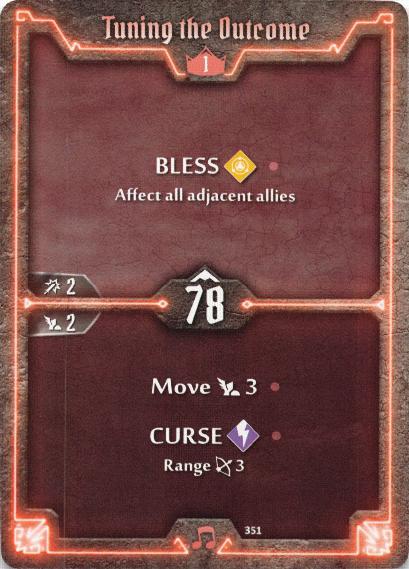 Tuning the Outcome
1
BLESS
Affect all adjacent allies
2
78
2
Move 3
CURSE
Range 3
351